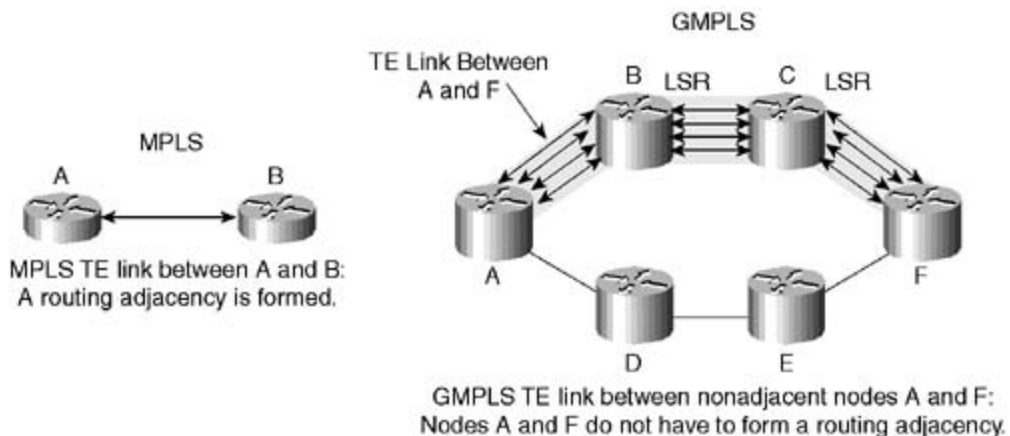 MPLS
A
B
MPLS TE link between A and B:
A routing adjacency is formed.
GMPLS
TE Link Between
A and F
B
LSR
C
LSR
A
F
D
E
GMPLS TE link between nonadjacent nodes A and F:
Nodes A and F do not have to form a routing adjacency.